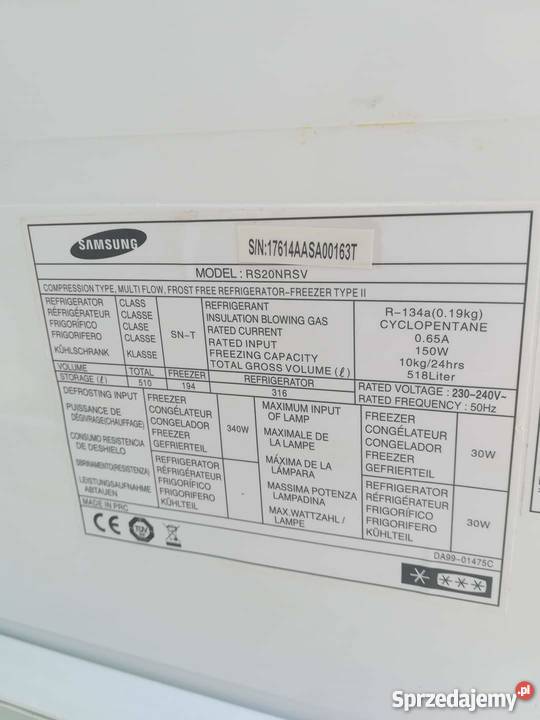 SAMSUNG
S/N:17614AASA00163T
MODEL : RS20NRSV
COMPRESSION TYPE, MULTI FLOW, FROST FREE REFRIGERATOR-FREEZER TYPE II
REFRIGERATOR CLASS
RÉFRIGÉRATEUR CLASSE
FRIGORÍFICO CLASE
FRIGORIFERO CLASSE
KÜHLSCHRANK KLASSE
SN-T
REFRIGERANT R-134a(0.19kg)
INSULATION BLOWING GAS CYCLOPENTANE
RATED CURRENT 0.65A
RATED INPUT 150W
FREEZING CAPACITY 10kg/24hrs
TOTAL GROSS VOLUME (ℓ) 518Liter
VOLUME TOTAL FREEZER REFRIGERATOR
STORAGE (ℓ) 510 194 316
RATED VOLTAGE : 230-240V~
RATED FREQUENCY : 50Hz
DEFROSTING INPUT
PUISSANCE DE
DÉGIVRAGE(CHAUFFAGE)
CONSUMO RESISTENCIA
DE DESHIELO
SBRINAMENTO(RESISTENZA)
LEISTUNGSAUFNAHME
ABTAUEN
FREEZER
CONGÉLATEUR
CONGELADOR
FREEZER
GEFRIERTEIL
340W
REFRIGERATOR
RÉFRIGÉRATEUR
FRIGORÍFICO
FRIGORIFERO
KÜHLTEIL
MAXIMUM INPUT
OF LAMP
MAXIMALE DE
LA LAMPE
MÁXIMA DE LA
LÁMPARA
MASSIMA POTENZA
LAMPADINA
MAX.WATTZAHL /
LAMPE
FREEZER
CONGÉLATEUR
CONGELADOR
FREEZER
GEFRIERTEIL
30W
REFRIGERATOR
RÉFRIGÉRATEUR
FRIGORÍFICO
FRIGORIFERO
KÜHLTEIL
30W
MADE IN PRC
CE
DA99-01475C
Sprzedajemy.pl